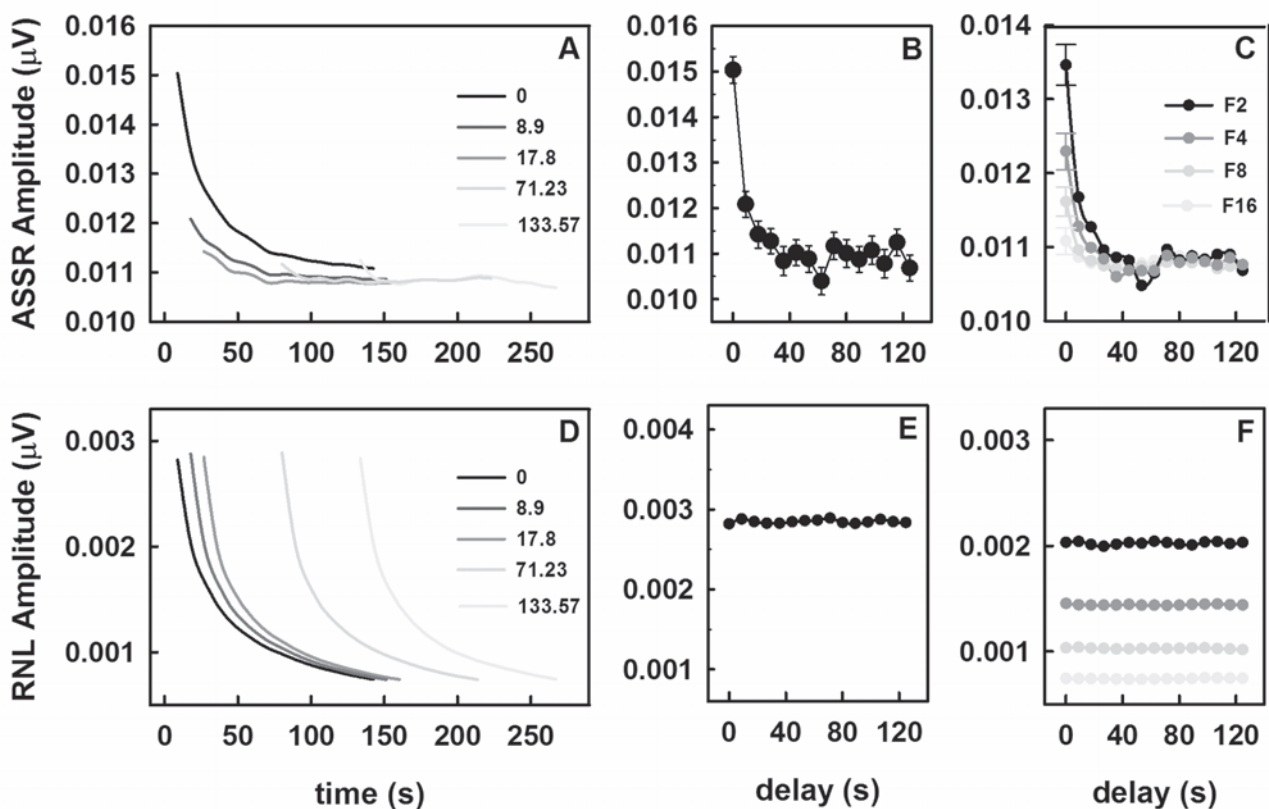 ASSR Amplitude (μV)
0.016
0.015
0.014
0.013
0.012
0.011
0.010
A
0
8.9
17.8
71.23
133.57
0 50 100 150 200 250
0.016
0.015
0.014
0.013
0.012
0.011
0.010
B
0 40 80 120
0.014
0.013
0.012
0.011
0.010
C
F2
F4
F8
F16
0 40 80 120
RNL Amplitude (μV)
0.003
0.002
0.001
D
0
8.9
17.8
71.23
133.57
0 50 100 150 200 250
time (s)
0.004
0.003
0.002
0.001
E
0 40 80 120
delay (s)
0.003
0.002
0.001
F
0 40 80 120
delay (s)